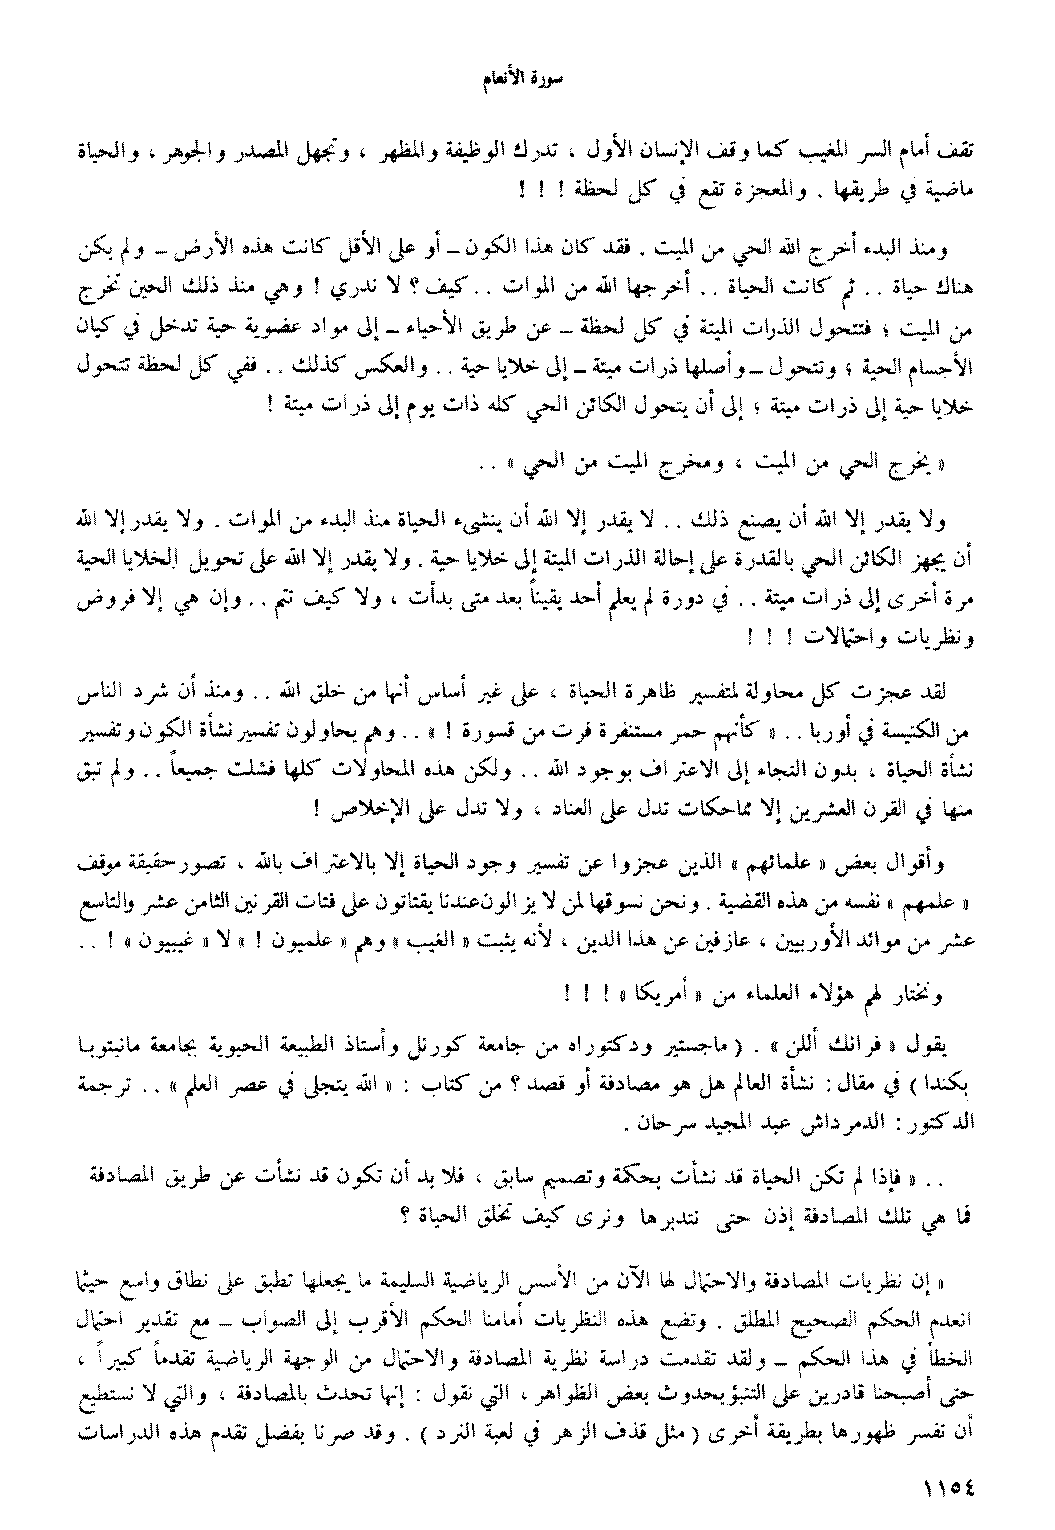 سورة الأنعام
تقف أمام السر المغيب كما وقف الإنسان الأول ، تدرك الوظيفة والمظهر ، وتجهل المصدر والجوهر ، والحياة
ماضية في طريقها . والمعجزة تقع في كل لحظة ! ! !
ومنذ البدء أخرج الله الحي من الميت . فقد كان هذا الكون – أو على الأقل كانت هذه الأرض – ولم يكن
هناك حياة .. ثم كانت الحياة .. أخرجها الله من الموات .. كيف ؟ لا ندري ! وهي منذ ذلك الحين تخرج
من الميت ؛ فتتحول الذرات الميتة في كل لحظة – عن طريق الأحياء – إلى مواد عضوية حية تدخل في كيان
الأجسام الحية ؛ وتتحول – وأصلها ذرات ميتة – إلى خلايا حية .. والعكس كذلك .. ففي كل لحظة تتحول
خلايا حية إلى ذرات ميتة ؛ إلى أن يتحول الكائن الحي كله ذات يوم إلى ذرات ميتة !
« يخرج الحي من الميت ، ومخرج الميت من الحي » ..
ولا يقدر إلا الله أن يصنع ذلك .. لا يقدر إلا الله أن ينشىء الحياة منذ البدء من الموات . ولا يقدر إلا الله
أن يجهز الكائن الحي بالقدرة على إحالة الذرات الميتة إلى خلايا حية . ولا يقدر إلا الله على تحويل الخلايا الحية
مرة أخرى إلى ذرات ميتة .. في دورة لم يعلم أحد يقيناً بعد متى بدأت ، ولا كيف تتم .. وإن هي إلا فروض
ونظريات واحتمالات ! ! !
لقد عجزت كل محاولة لتفسير ظاهرة الحياة ، على غير أساس أنها من خلق الله .. ومنذ أن شرد الناس
من الكنيسة في أوربا .. « كأنهم حمر مستنفرة فرت من قسورة ! » .. وهم يحاولون تفسير نشأة الكون وتفسير
نشأة الحياة ، بدون التجاء إلى الاعتراف بوجود الله .. ولكن هذه المحاولات كلها فشلت جميعاً .. ولم تبق
منها في القرن العشرين إلا مماحكات تدل على العناد ، ولا تدل على الإخلاص !
وأقوال بعض « علمائهم » الذين عجزوا عن تفسير وجود الحياة إلا بالاعتراف بالله ، تصور حقيقة موقف
« علمهم » نفسه من هذه القضية . ونحن نسوقها لمن لا يزالون عندنا يقتاتون على فتات القرنين الثامن عشر والتاسع
عشر من موائد الأوربيين ، عازفين عن هذا الدين ، لأنه يثبت « الغيب » وهم « علميون ! » لا « غيبيون » ! ..
ونختار لهم هؤلاء العلماء من « أمريكا » ! ! !
يقول « فرانك أللن » . ( ماجستير ودكتوراه من جامعة كورنل وأستاذ الطبيعة الحيوية بجامعة مانيتوبا
بكندا ) في مقال : نشأة العالم هل هو مصادفة أو قصد ؟ من كتاب : « الله يتجلى في عصر العلم » .. ترجمة
الدكتور : الدمرداش عبد المجيد سرحان .
.. « فإذا لم تكن الحياة قد نشأت بحكمة وتصميم سابق ، فلا بد أن تكون قد نشأت عن طريق المصادفة
فما هي تلك المصادفة إذن حتى نتدبرها ونرى كيف تخلق الحياة ؟
« إن نظريات المصادفة والاحتمال لها الآن من الأسس الرياضية السليمة ما يجعلها تطبق على نطاق واسع حيثما
انعدم الحكم الصحيح المطلق . وتضع هذه النظريات أمامنا الحكم الأقرب إلى الصواب – مع تقدير احتمال
الخطأ في هذا الحكم – ولقد تقدمت دراسة نظرية المصادفة والاحتمال من الوجهة الرياضية تقدماً كبيراً ،
حتى أصبحنا قادرين على التنبؤ بحدوث بعض الظواهر ، التي نقول : إنها تحدث بالمصادفة ، والتي لا نستطيع
أن نفسر ظهورها بطريقة أخرى ( مثل قذف الزهر في لعبة النرد ) . وقد صرنا بفضل تقدم هذه الدراسات
١١٥٤